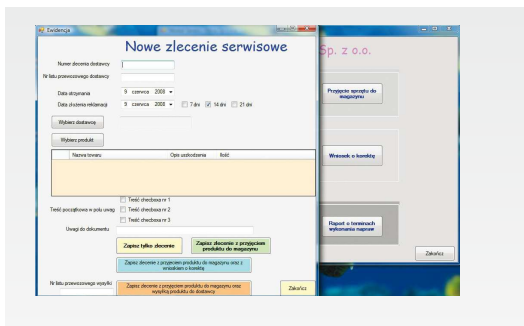 Ewidencja
Nowe zlecenie serwisowe
Numer zlecenia dostawcy
Nr listu przewozowego dostawcy
Data otrzymania
9 czerwca 2008
Data złożenia reklamacji
9 czerwca 2008
7 dni
14 dni
21 dni
Wybierz dostawcę
Wybierz produkt
Nazwa towaru
Opis uszkodzenia
Ilość
Treść początkowa w polu uwag
Treść checboxa nr 1
Treść checboxa nr 2
Treść checboxa nr 3
Uwagi do dokumentu
Zapisz tylko zlecenie
Zapisz zlecenie z przyjęciem
produktu do magazynu
Zapisz zlecenie z przyjęciem produktu do magazynu oraz z
wnioskiem o korektę
Nr listu przewozowego wysyłki
Zapisz zlecenie z przyjęciem produktu do magazynu oraz
wysyłką produktu do dostawcy
Zakończ
Sp. z o.o.
Przyjęcie sprzętu do
magazynu
Wniosek o korektę
Raport o terminach
wykonania napraw
Zakończ